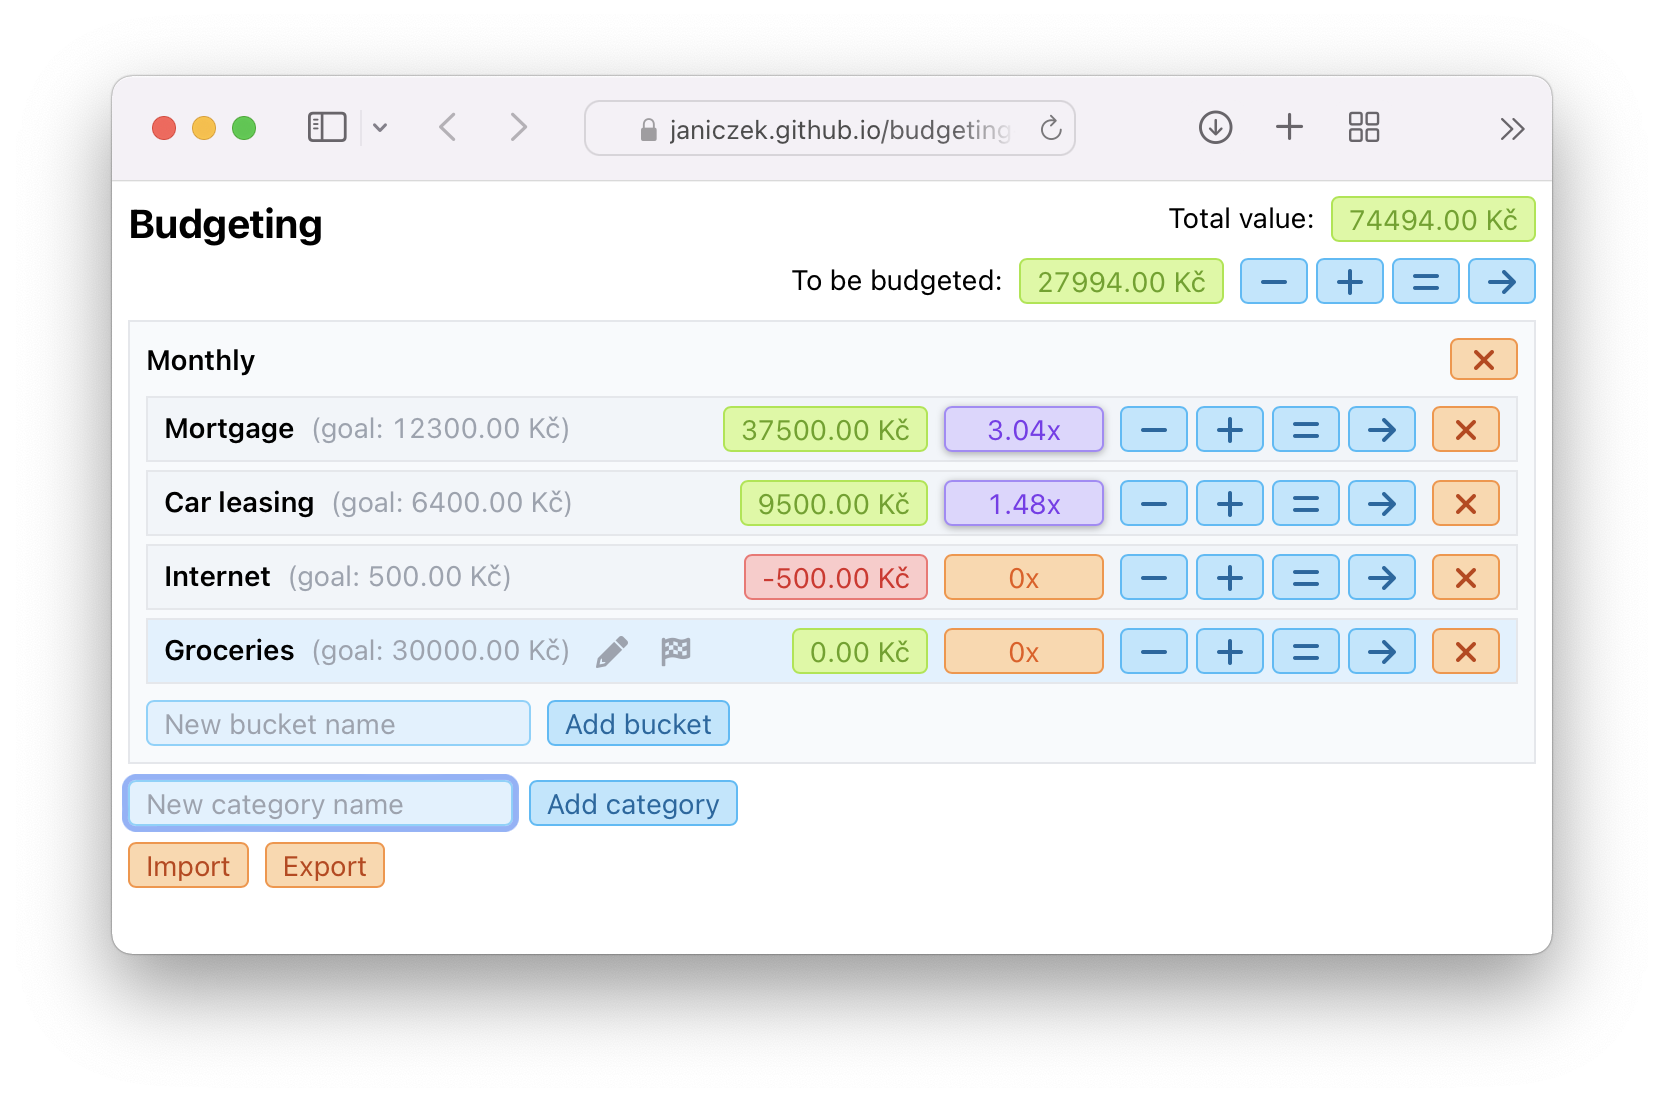 janiczek.github.io/budgeting
Budgeting
Total value: 74494.00 Kč
To be budgeted: 27994.00 Kč − + = →
Monthly ✕
Mortgage (goal: 12300.00 Kč) 37500.00 Kč 3.04x − + = → ✕
Car leasing (goal: 6400.00 Kč) 9500.00 Kč 1.48x − + = → ✕
Internet (goal: 500.00 Kč) -500.00 Kč 0x − + = → ✕
Groceries (goal: 30000.00 Kč) 0.00 Kč 0x − + = → ✕
New bucket name Add bucket
New category name Add category
Import Export